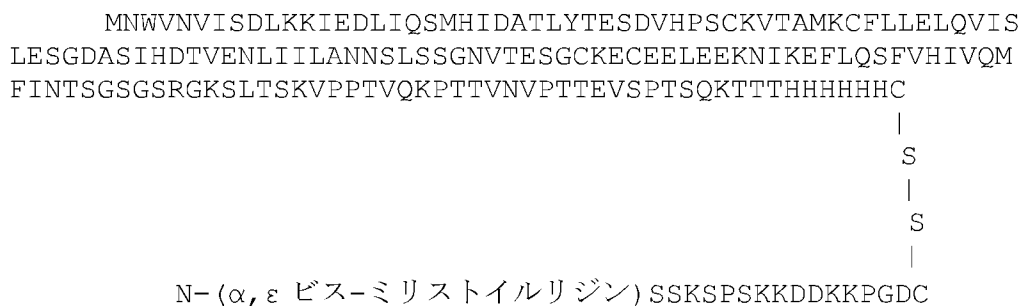 MNWVNVISDLKKIEDLIQSMHIDATLYTESDVHPSCKVTAMKCFLLELQVIS
LESGDASIHDTVENLIILANNSLSSGNVTESGCKECEELEEKNIKEFLQSFVHIVQM
FINTSGSGSRGKSLTSKVPPTVQKPTTVNVPTTEVSPTSQKTTTHHHHHHC
|
S
|
S
|
N-(α,ε ビス-ミリストイルリジン)SSKSPSKKDDKKPGDC